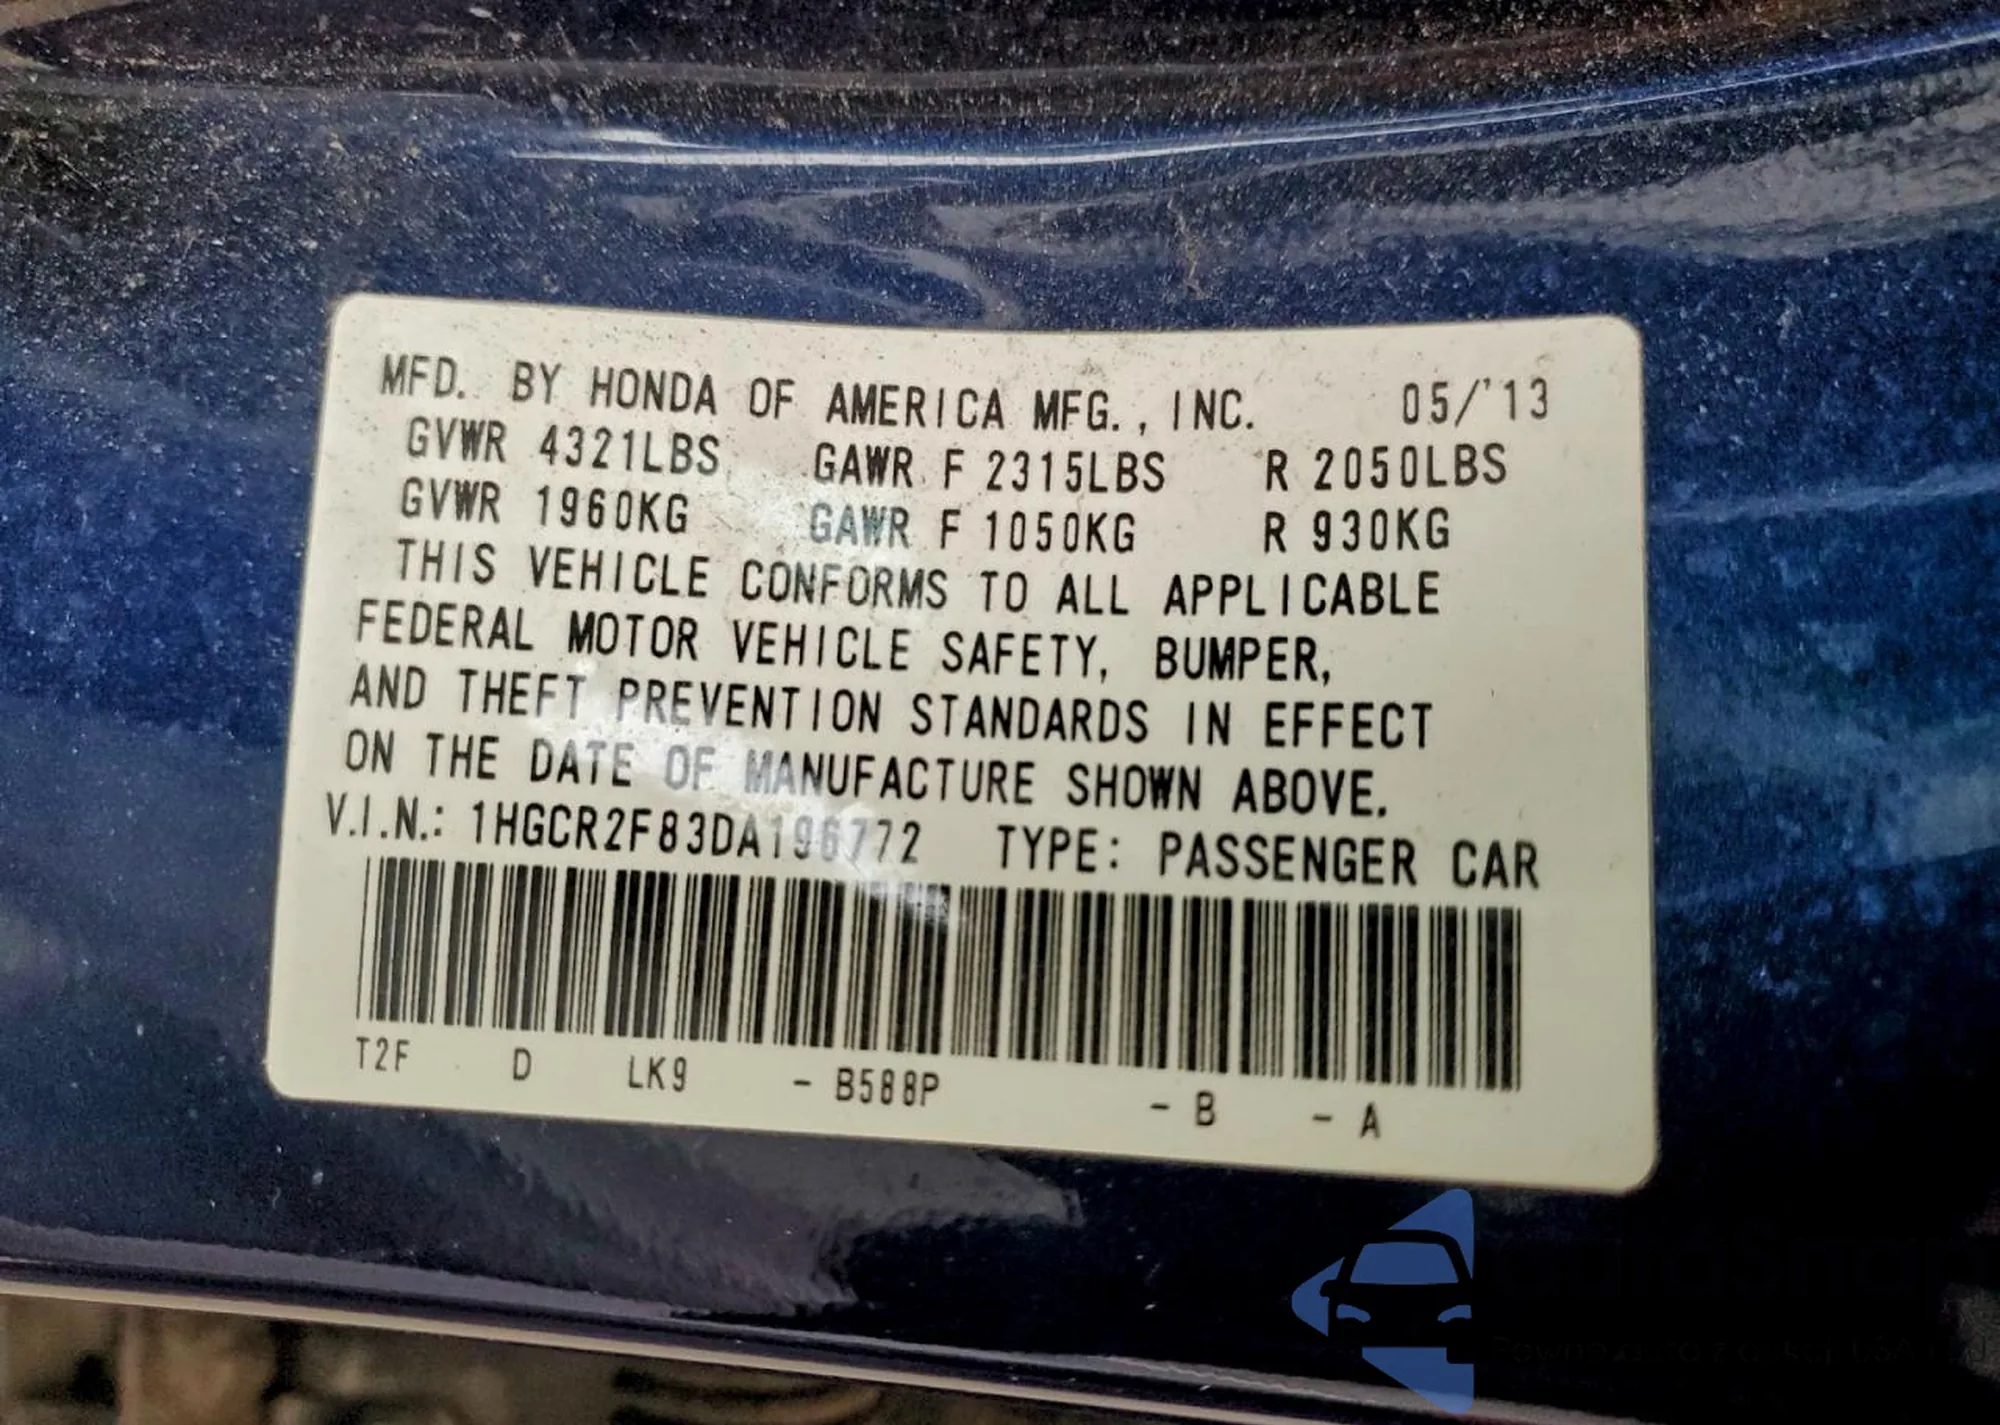 MFD. BY HONDA OF AMERICA MFG., INC. 05/'13
GVWR 4321LBS GAWR F 2315LBS R 2050LBS
GVWR 1960KG GAWR F 1050KG R 930KG
THIS VEHICLE CONFORMS TO ALL APPLICABLE
FEDERAL MOTOR VEHICLE SAFETY, BUMPER,
AND THEFT PREVENTION STANDARDS IN EFFECT
ON THE DATE OF MANUFACTURE SHOWN ABOVE.
V.I.N.: 1HGCR2F83DA196772 TYPE: PASSENGER CAR
T2F D LK9 - B588P - B - A